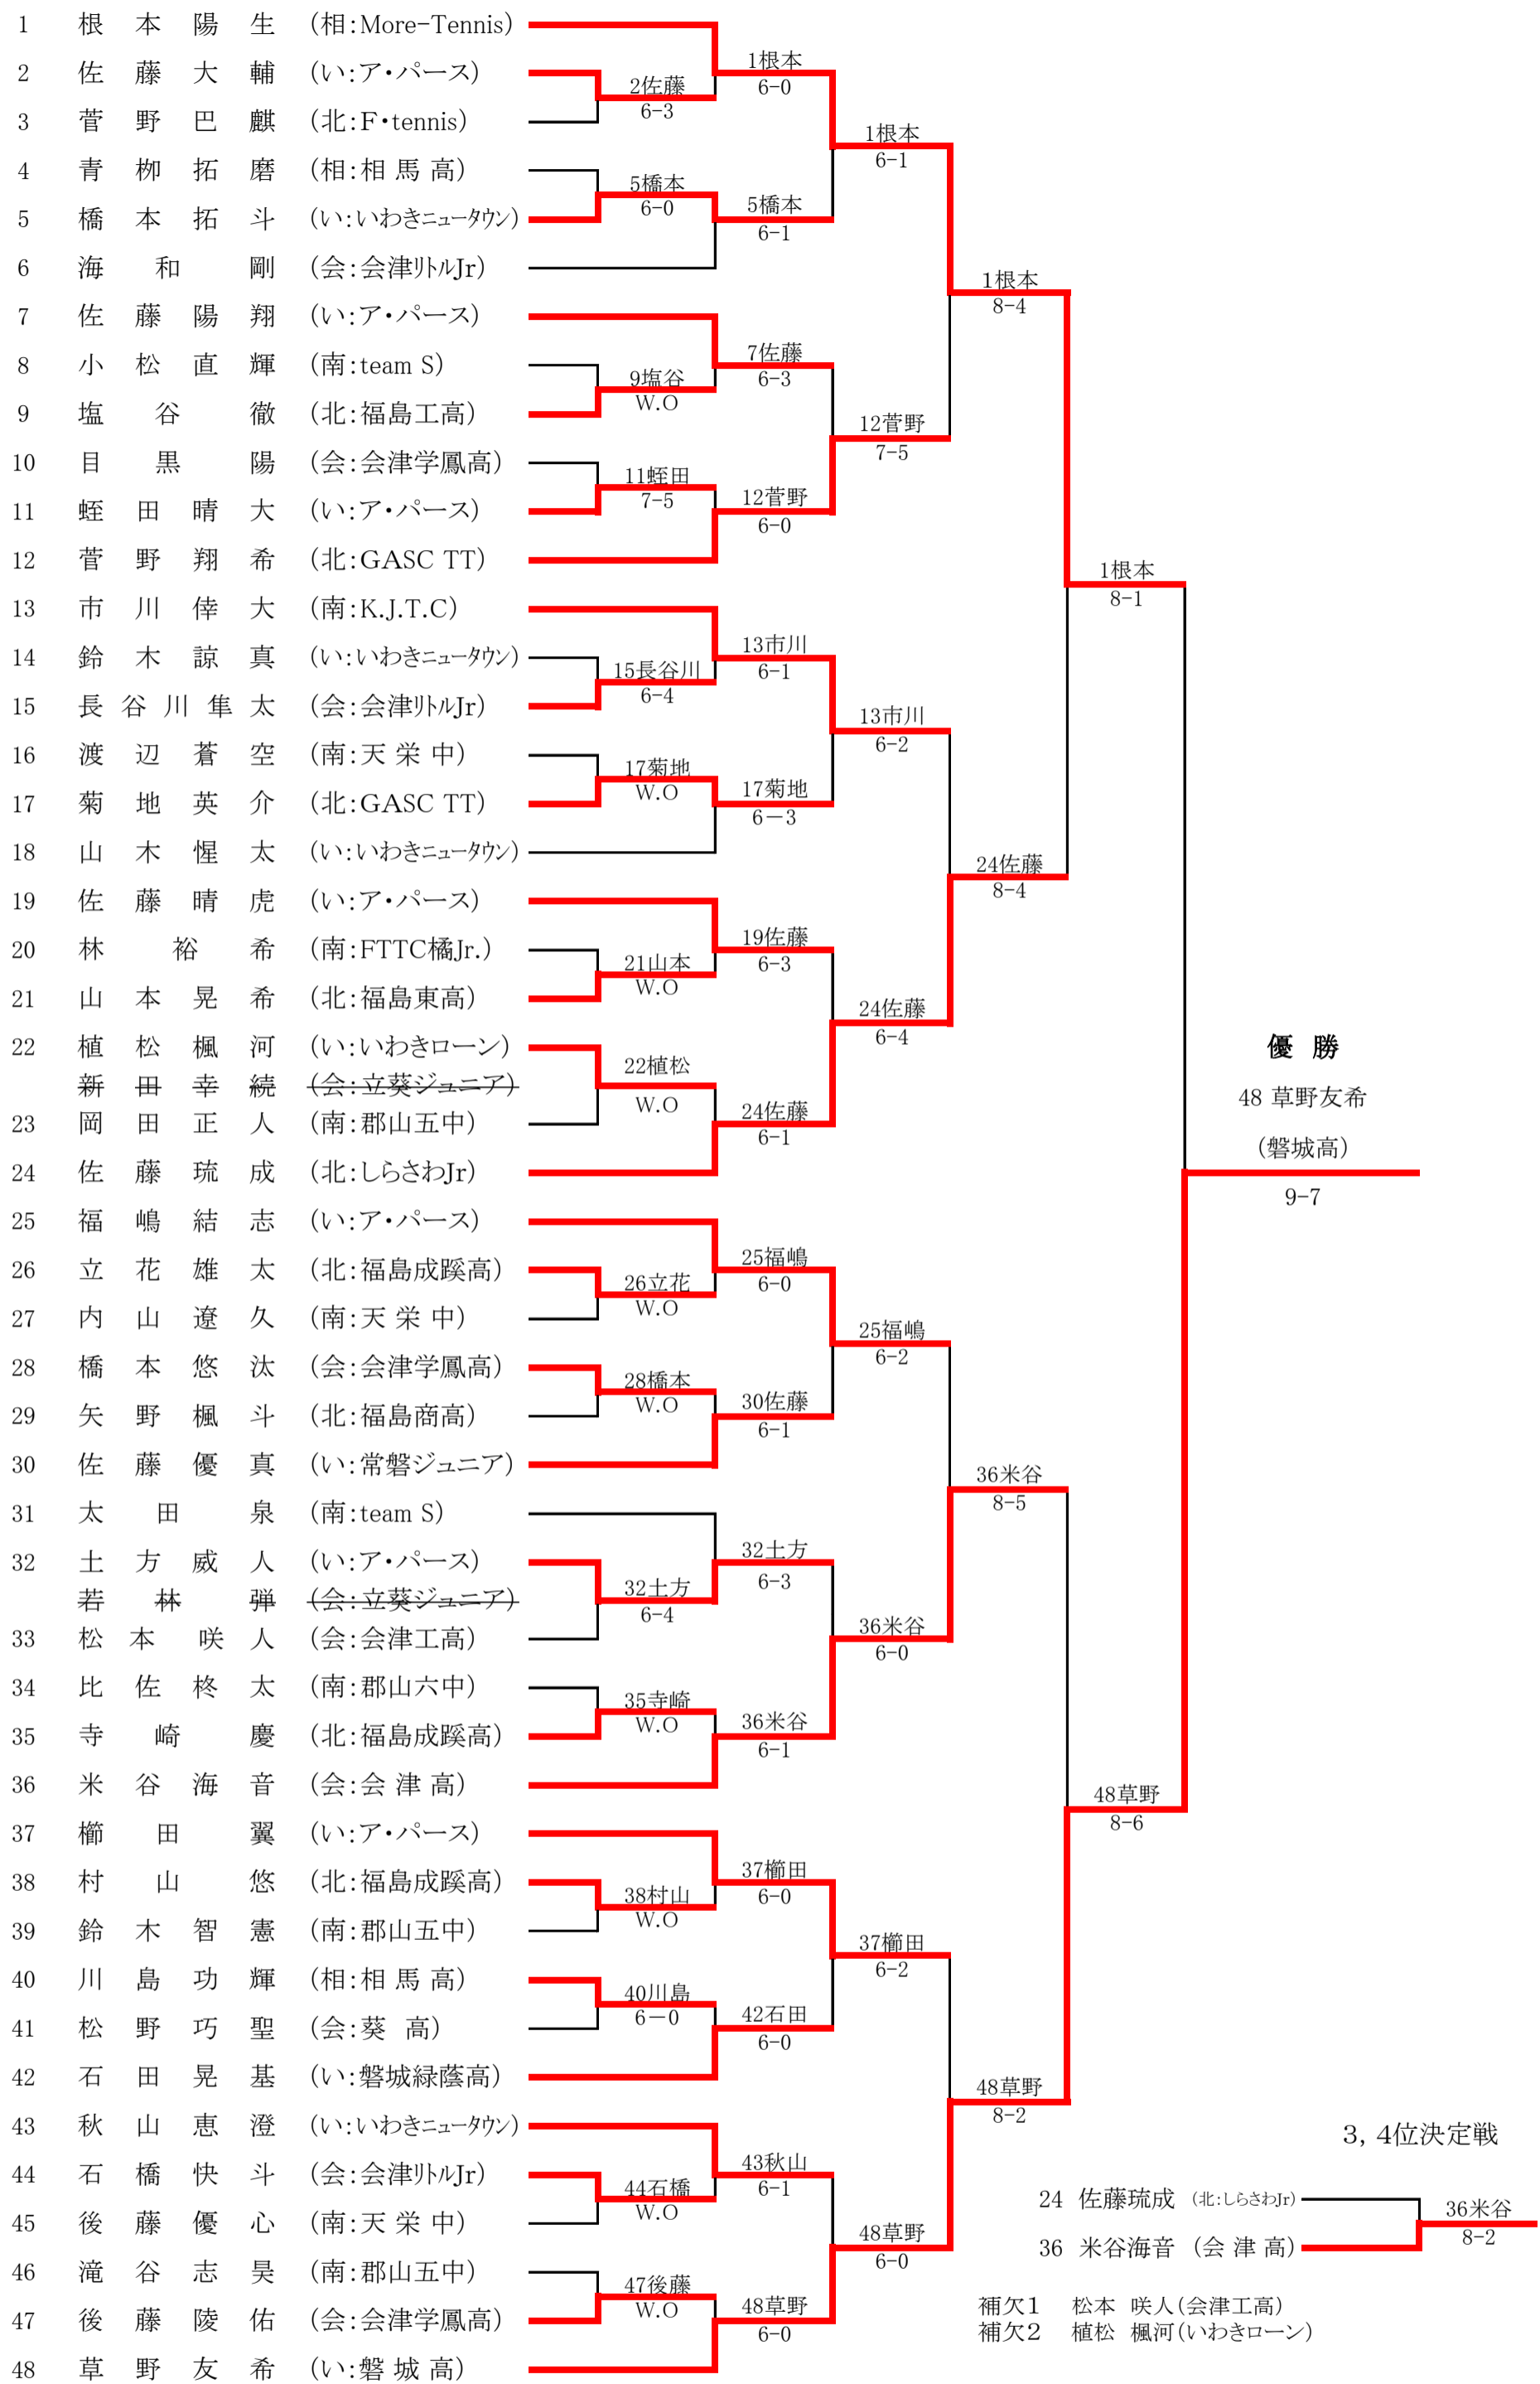 1 根本陽生 (相:More-Tennis)
2 佐藤大輔 (い:ア・パース)
3 菅野巴麒 (北:F・tennis)
4 青栁拓磨 (相:相馬高)
5 橋本拓斗 (い:いわきニュータウン)
6 海和剛 (会:会津リトルJr)
7 佐藤陽翔 (い:ア・パース)
8 小松直輝 (南:team S)
9 塩谷徹 (北:福島工高)
10 目黒陽 (会:会津学鳳高)
11 蛭田晴大 (い:ア・パース)
12 菅野翔希 (北:GASC TT)
13 市川倖大 (南:K.J.T.C)
14 鈴木諒真 (い:いわきニュータウン)
15 長谷川隼太 (会:会津リトルJr)
16 渡辺蒼空 (南:天栄中)
17 菊地英介 (北:GASC TT)
18 山木惺太 (い:いわきニュータウン)
19 佐藤晴虎 (い:ア・パース)
20 林裕希 (南:FTTC橘Jr.)
21 山本晃希 (北:福島東高)
22 植松楓河 (い:いわきローン)
新田幸続 (会:立葵ジュニア)
23 岡田正人 (南:郡山五中)
24 佐藤琉成 (北:しらさわJr)
25 福嶋結志 (い:ア・パース)
26 立花雄太 (北:福島成蹊高)
27 内山遼久 (南:天栄中)
28 橋本悠汰 (会:会津学鳳高)
29 矢野楓斗 (北:福島商高)
30 佐藤優真 (い:常磐ジュニア)
31 太田泉 (南:team S)
32 土方威人 (い:ア・パース)
若林弾 (会:立葵ジュニア)
33 松本咲人 (会:会津工高)
34 比佐柊太 (南:郡山六中)
35 寺崎慶 (北:福島成蹊高)
36 米谷海音 (会:会津高)
37 櫛田翼 (い:ア・パース)
38 村山悠 (北:福島成蹊高)
39 鈴木智憲 (南:郡山五中)
40 川島功輝 (相:相馬高)
41 松野巧聖 (会:葵高)
42 石田晃基 (い:磐城緑蔭高)
43 秋山恵澄 (い:いわきニュータウン)
44 石橋快斗 (会:会津リトルJr)
45 後藤優心 (南:天栄中)
46 滝谷志昊 (南:郡山五中)
47 後藤陵佑 (会:会津学鳳高)
48 草野友希 (い:磐城高)
2佐藤
6-3
5橋本
6-0
9塩谷
W.O
11蛭田
7-5
15長谷川
6-4
17菊地
W.O
21山本
W.O
22植松
W.O
26立花
W.O
28橋本
W.O
32土方
6-4
35寺崎
W.O
38村山
W.O
40川島
6－0
44石橋
W.O
47後藤
W.O
1根本
6-0
5橋本
6-1
7佐藤
6-3
12菅野
6-0
13市川
6-1
17菊地
6－3
19佐藤
6-3
24佐藤
6-1
25福嶋
6-0
30佐藤
6-1
32土方
6-3
36米谷
6-1
37櫛田
6-0
42石田
6-0
43秋山
6-1
48草野
6-0
1根本
6-1
12菅野
7-5
13市川
6-2
24佐藤
6-4
25福嶋
6-2
36米谷
6-0
37櫛田
6-2
48草野
6-0
1根本
8-4
24佐藤
8-4
36米谷
8-5
48草野
8-2
1根本
8-1
48草野
8-6
優 勝
48 草野友希
(磐城高)
9-7
3, 4位決定戦
24 佐藤琉成 (北:しらさわJr)
36 米谷海音 (会津高)
36米谷
8-2
補欠1 松本 咲人(会津工高)
補欠2 植松 楓河(いわきローン)